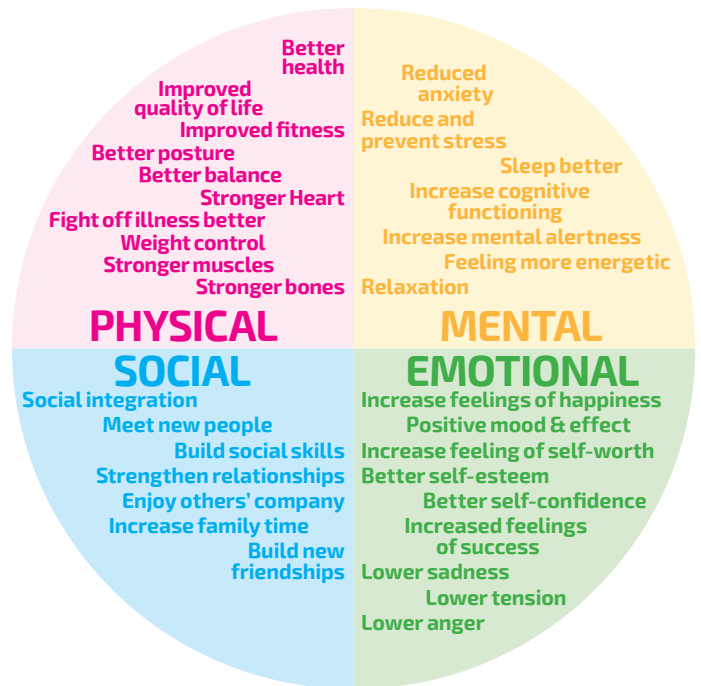 Better
health
Improved
quality of life
Improved fitness
Better posture
Better balance
Stronger Heart
Fight off illness better
Weight control
Stronger muscles
Stronger bones
PHYSICAL
Reduced
anxiety
Reduce and
prevent stress
Sleep better
Increase cognitive
functioning
Increase mental alertness
Feeling more energetic
Relaxation
MENTAL
SOCIAL
Social integration
Meet new people
Build social skills
Strengthen relationships
Enjoy others’ company
Increase family time
Build new
friendships
EMOTIONAL
Increase feelings of happiness
Positive mood & effect
Increase feeling of self-worth
Better self-esteem
Better self-confidence
Increased feelings
of success
Lower sadness
Lower tension
Lower anger